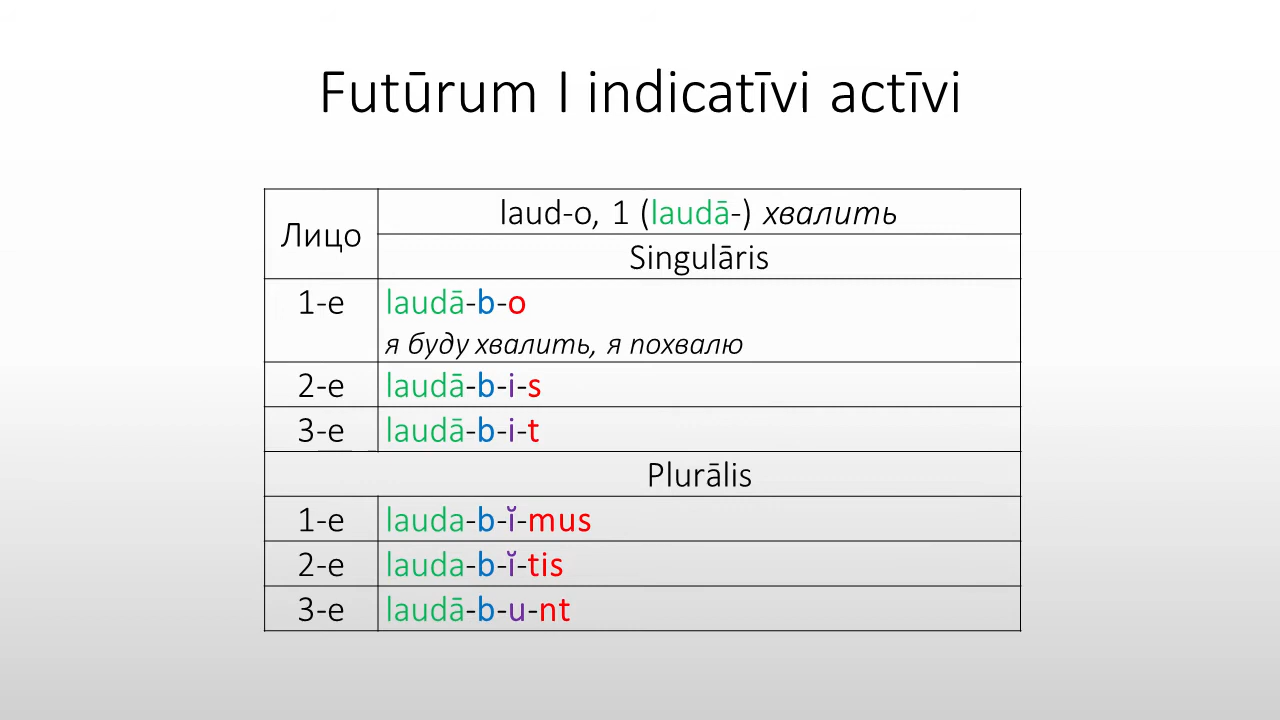 Futūrum I indicatīvi actīvi
Лицо
laud-o, 1 (laudā-) хвалить
Singulāris
1-е laudā-b-o
я буду хвалить, я похвалю
2-е laudā-b-i-s
3-е laudā-b-i-t
Plurālis
1-е lauda-b-ĭ-mus
2-е lauda-b-ĭ-tis
3-е laudā-b-u-nt